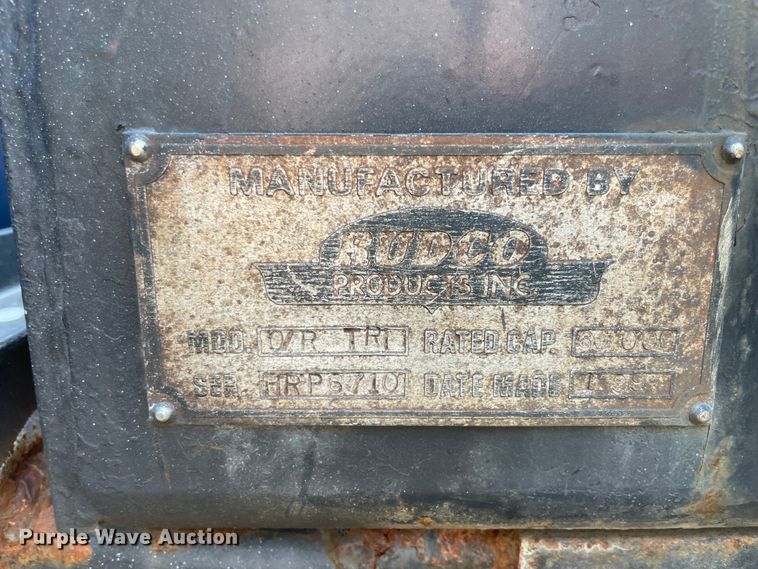 MANUFACTURED BY
RUDCO
PRODUCTS INC.
MOD. O/R TRI RATED CAP.
SER. HRP5710 DATE MADE
Purple Wave Auction®